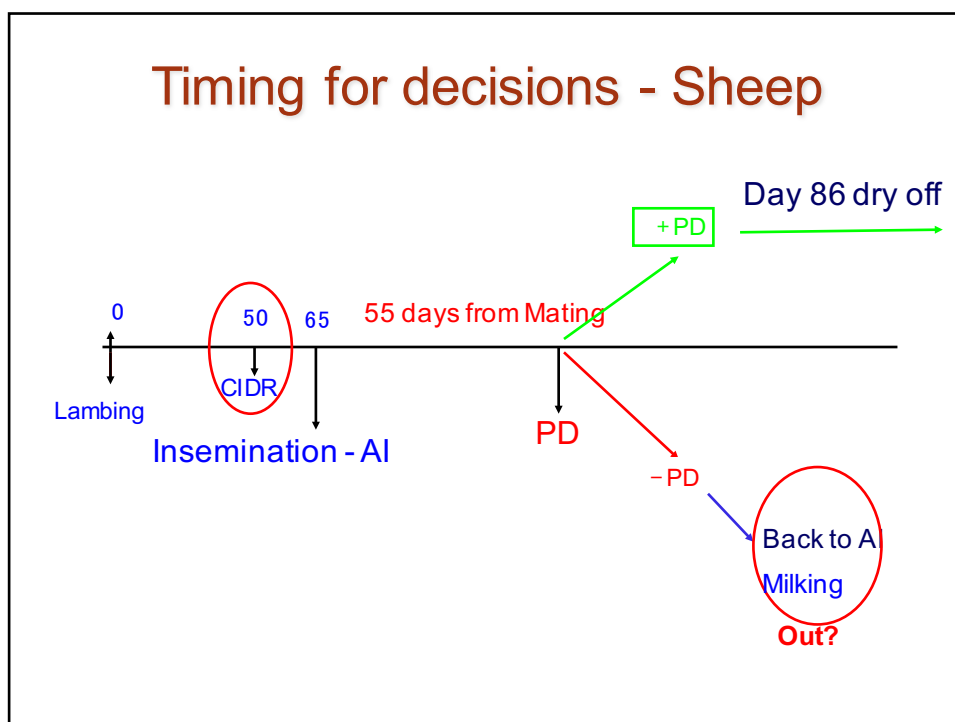 Timing for decisions - Sheep
Day 86 dry off
+ PD
0
50
65
55 days from Mating
CIDR
Lambing
Insemination - AI
PD
– PD
Back to AI
Milking
Out?